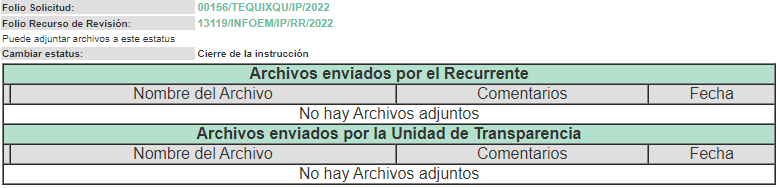 Folio Solicitud: 00156/TEQUIXQU/IP/2022
Folio Recurso de Revisión: 13119/INFOEM/IP/RR/2022
Puede adjuntar archivos a este estatus
Cambiar estatus: Cierre de la instrucción
Archivos enviados por el Recurrente
Nombre del Archivo Comentarios Fecha
No hay Archivos adjuntos
Archivos enviados por la Unidad de Transparencia
Nombre del Archivo Comentarios Fecha
No hay Archivos adjuntos